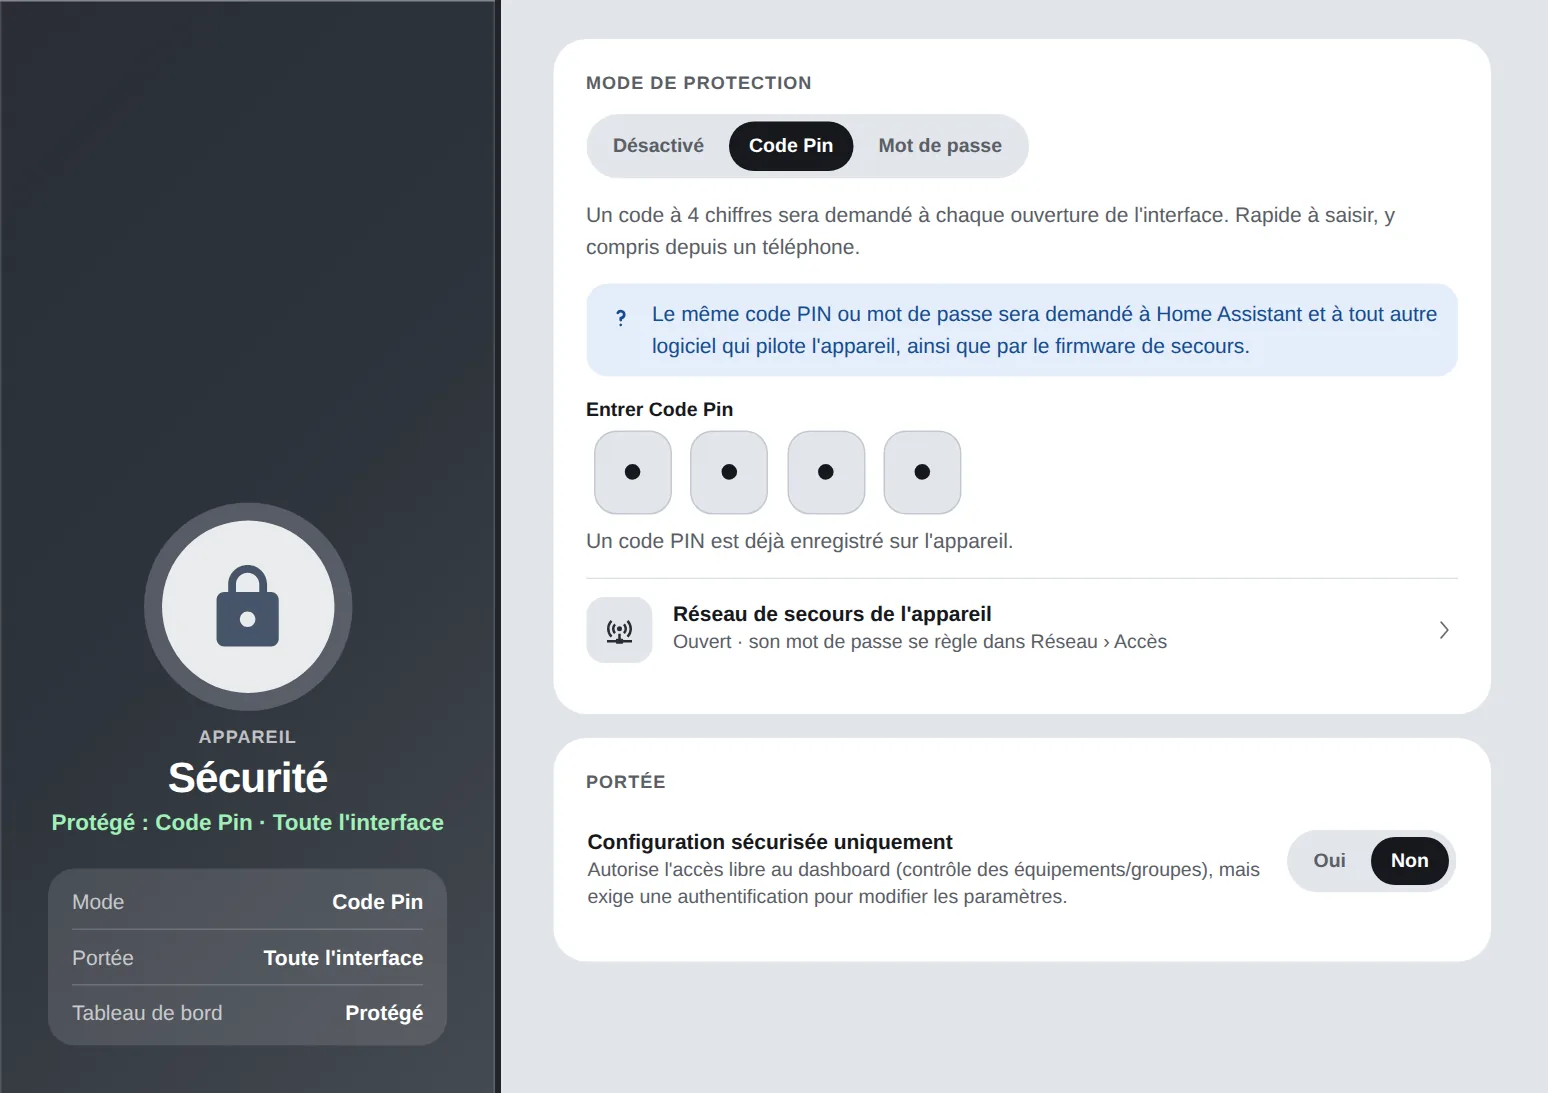 APPAREIL
Sécurité
Protégé : Code Pin · Toute l'interface
Mode Code Pin
Portée Toute l'interface
Tableau de bord Protégé
MODE DE PROTECTION
Désactivé Code Pin Mot de passe
Un code à 4 chiffres sera demandé à chaque ouverture de l'interface. Rapide à saisir, y
compris depuis un téléphone.
? Le même code PIN ou mot de passe sera demandé à Home Assistant et à tout autre
logiciel qui pilote l'appareil, ainsi que par le firmware de secours.
Entrer Code Pin
Un code PIN est déjà enregistré sur l'appareil.
Réseau de secours de l'appareil
Ouvert · son mot de passe se règle dans Réseau › Accès
PORTÉE
Configuration sécurisée uniquement
Autorise l'accès libre au dashboard (contrôle des équipements/groupes), mais
exige une authentification pour modifier les paramètres.
Oui Non